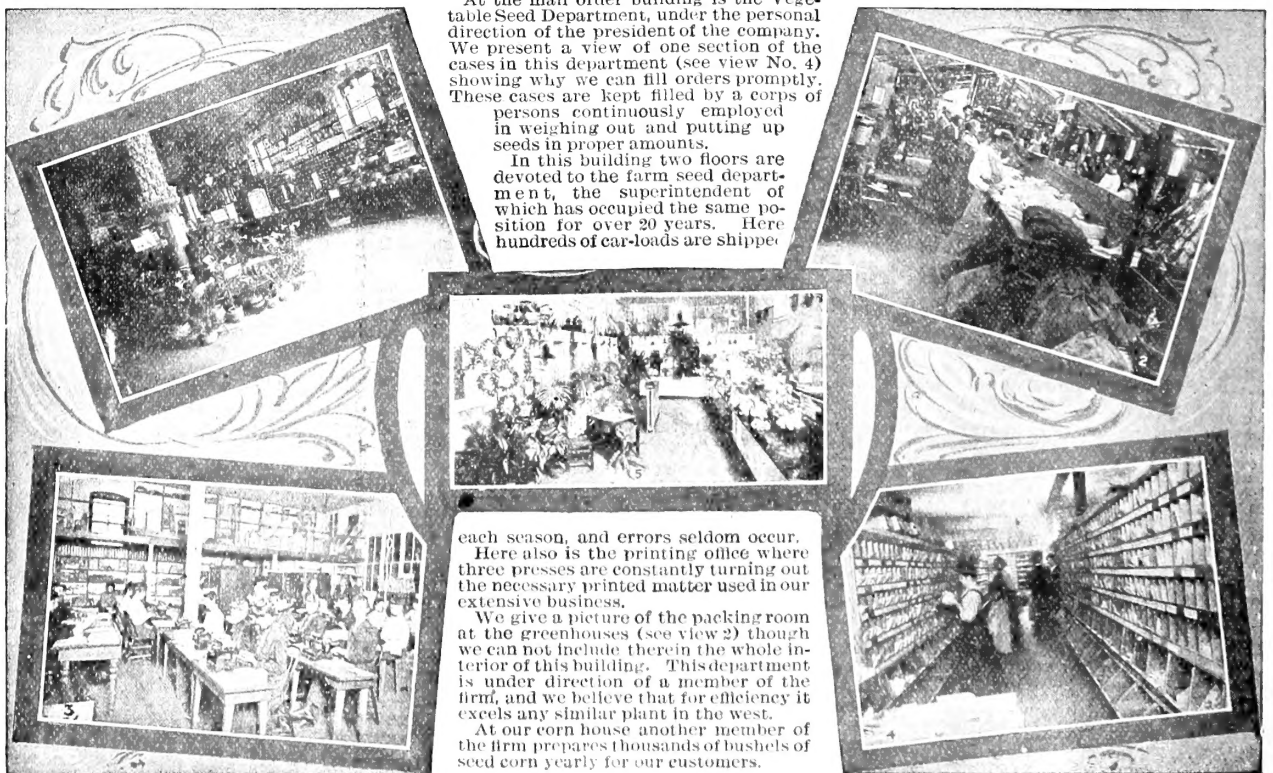 At the mail order building is the Vege-
table Seed Department, under the personal
direction of the president of the company.
We present a view of one section of the
cases in this department (see view No. 4)
showing why we can fill orders promptly.
These cases are kept filled by a corps of
persons continuously employed
in weighing out and putting up
seeds in proper amounts.
In this building two floors are
devoted to the farm seed depart-
ment, the superintendent of
which has occupied the same po-
sition for over 20 years. Here
hundreds of car-loads are shipped
2
5
each season, and errors seldom occur.
Here also is the printing office where
three presses are constantly turning out
the necessary printed matter used in our
extensive business.
We give a picture of the packing room
at the greenhouses (see view 2) though
we can not include therein the whole in-
terior of this building. This department
is under direction of a member of the
firm, and we believe that for efficiency it
excels any similar plant in the west.
At our corn house another member of
the firm prepares thousands of bushels of
seed corn yearly for our customers.
3
4